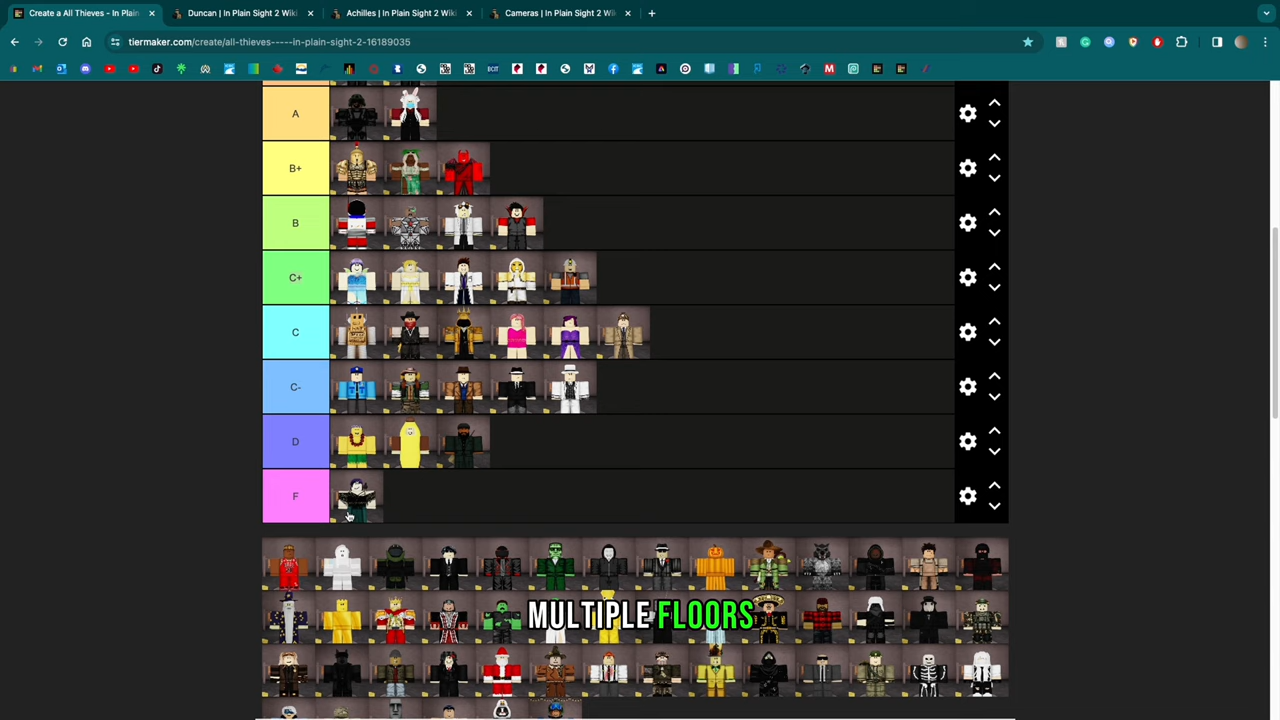 Create a All Thieves - In Plain
Duncan | In Plain Sight 2 Wiki
Achilles | In Plain Sight 2 Wiki
Cameras | In Plain Sight 2 Wiki
tiermaker.com/create/all-thieves-----in-plain-sight-2-16189035
A
B+
B
C+
C
C-
D
F
MULTIPLE FLOORS